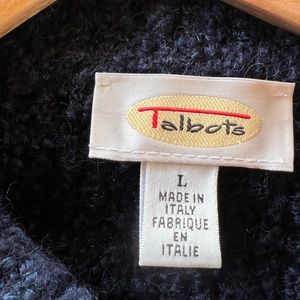 Talbots
L
MADE IN
ITALY
FABRIQUE
EN
ITALIE